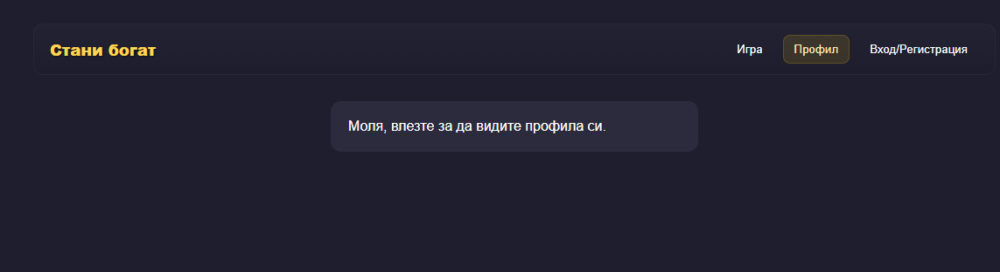 Стани богат
Игра
Профил
Вход/Регистрация
Моля, влезте за да видите профила си.